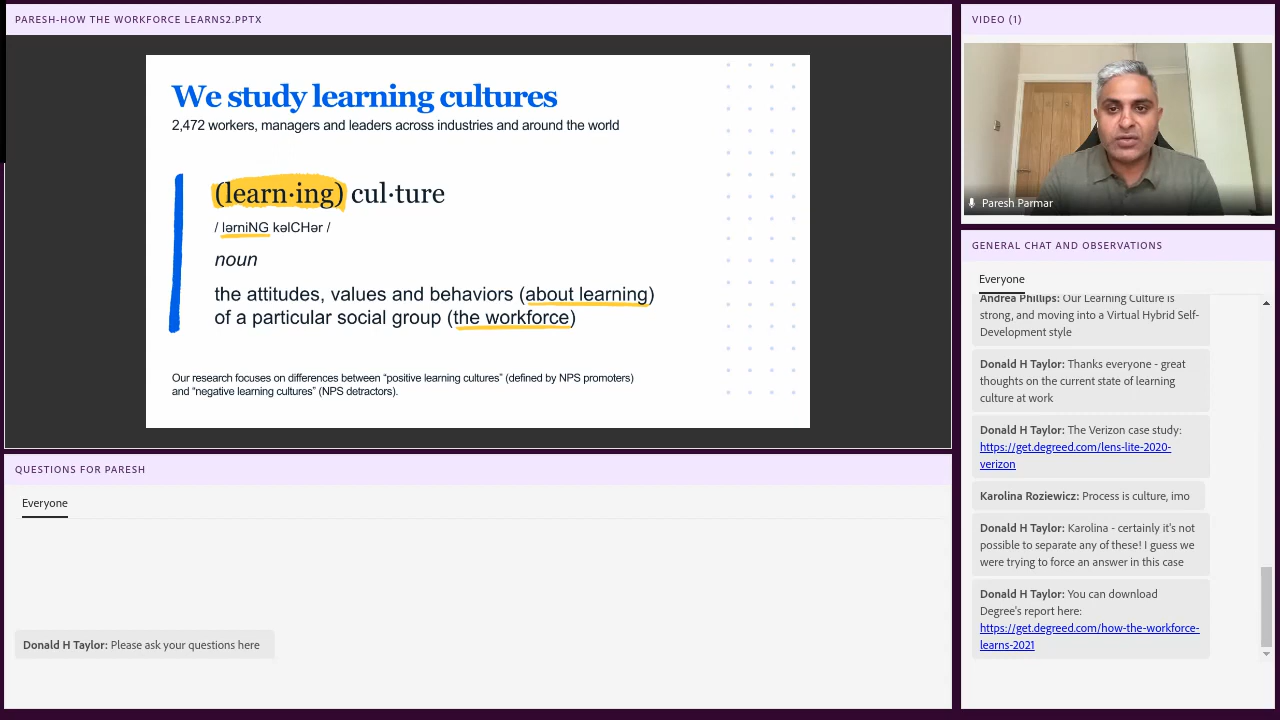 PARESH-HOW THE WORKFORCE LEARNS2.PPTX
We study learning cultures
2,472 workers, managers and leaders across industries and around the world
(learn·ing) cul·ture
/ lərniNG kəlCHər /
noun
the attitudes, values and behaviors (about learning)
of a particular social group (the workforce)
Our research focuses on differences between “positive learning cultures” (defined by NPS promoters)
and “negative learning cultures” (NPS detractors).
QUESTIONS FOR PARESH
Everyone
Donald H Taylor: Please ask your questions here
VIDEO (1)
Paresh Parmar
GENERAL CHAT AND OBSERVATIONS
Everyone
Andrea Phillips: Our Learning Culture is
strong, and moving into a Virtual Hybrid Self-
Development style
Donald H Taylor: Thanks everyone - great
thoughts on the current state of learning
culture at work
Donald H Taylor: The Verizon case study:
https://get.degreed.com/lens-lite-2020-
verizon
Karolina Roziewicz: Process is culture, imo
Donald H Taylor: Karolina - certainly it's not
possible to separate any of these! I guess we
were trying to force an answer in this case
Donald H Taylor: You can download
Degree's report here:
https://get.degreed.com/how-the-workforce-
learns-2021